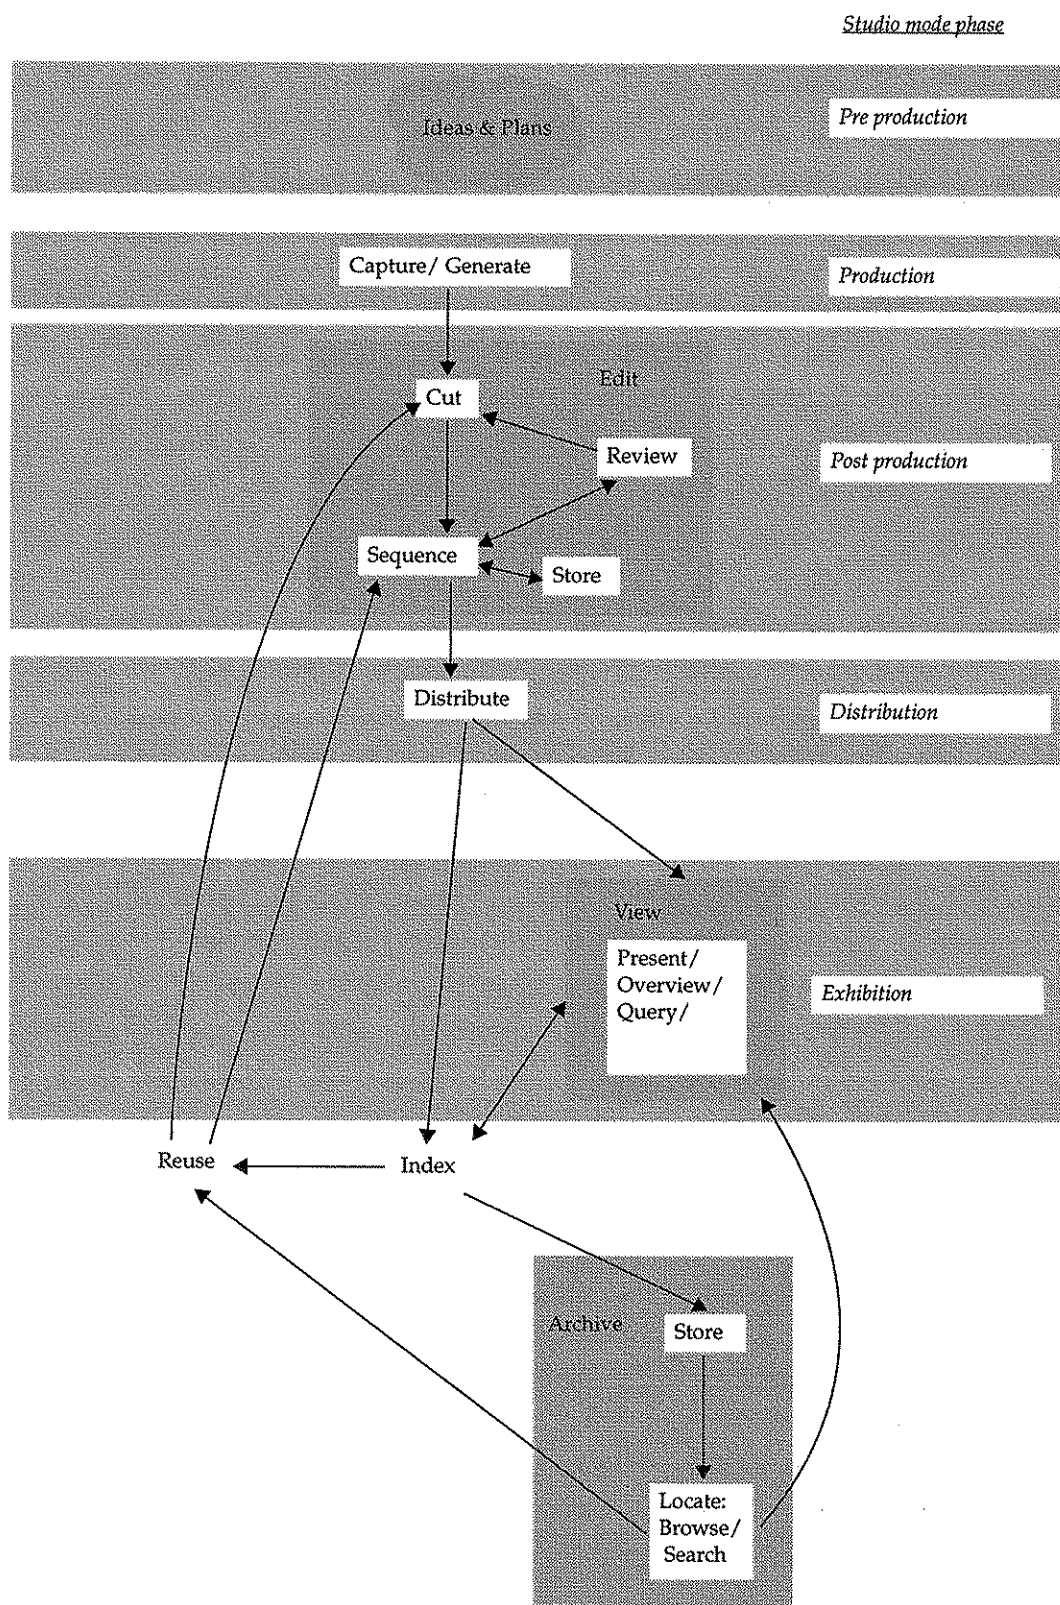 Studio mode phase
Ideas & Plans
Pre production
Capture/ Generate
Production
Edit
Cut
Review
Post production
Sequence
Store
Distribute
Distribution
View
Present/
Overview/
Query/
Exhibition
Reuse
Index
Archive
Store
Locate:
Browse/
Search